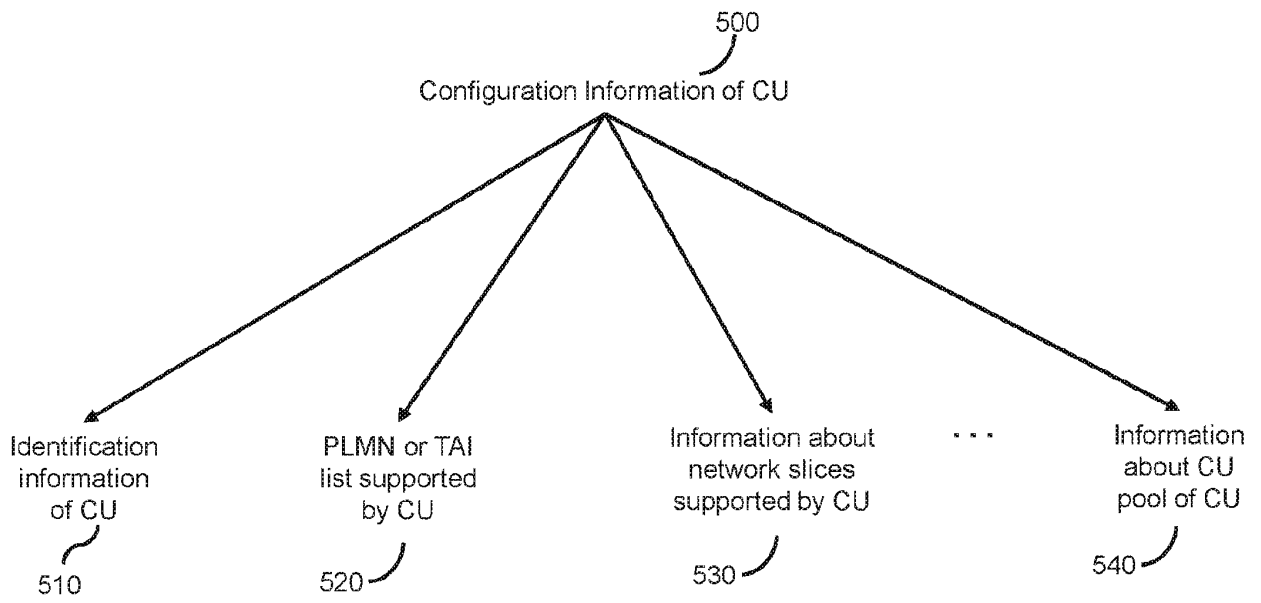 500
Configuration Information of CU
Identification
information
of CU
510
PLMN or TAI
list supported
by CU
520
Information about
network slices
supported by CU
530
...
Information
about CU
pool of CU
540